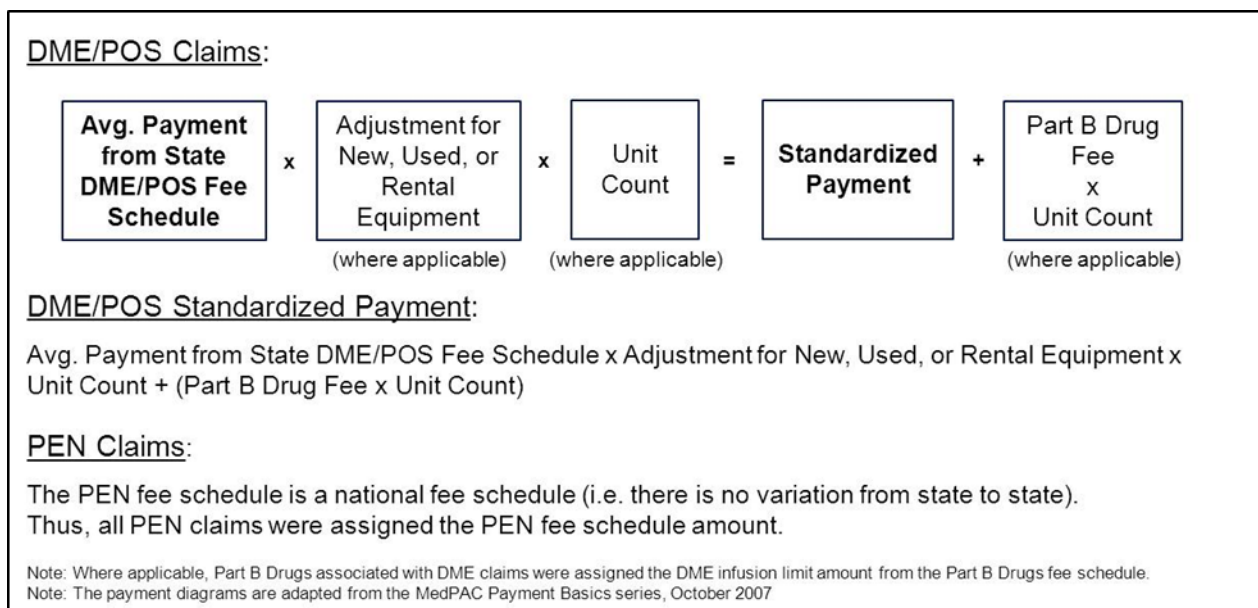 DME/POS Claims:
Avg. Payment
from State
DME/POS Fee
Schedule
x
Adjustment for
New, Used, or
Rental
Equipment
(where applicable)
x
Unit
Count
(where applicable)
=
Standardized
Payment
+
Part B Drug
Fee
x
Unit Count
(where applicable)
DME/POS Standardized Payment:
Avg. Payment from State DME/POS Fee Schedule x Adjustment for New, Used, or Rental Equipment x
Unit Count + (Part B Drug Fee x Unit Count)
PEN Claims:
The PEN fee schedule is a national fee schedule (i.e. there is no variation from state to state).
Thus, all PEN claims were assigned the PEN fee schedule amount.
Note: Where applicable, Part B Drugs associated with DME claims were assigned the DME infusion limit amount from the Part B Drugs fee schedule.
Note: The payment diagrams are adapted from the MedPAC Payment Basics series, October 2007